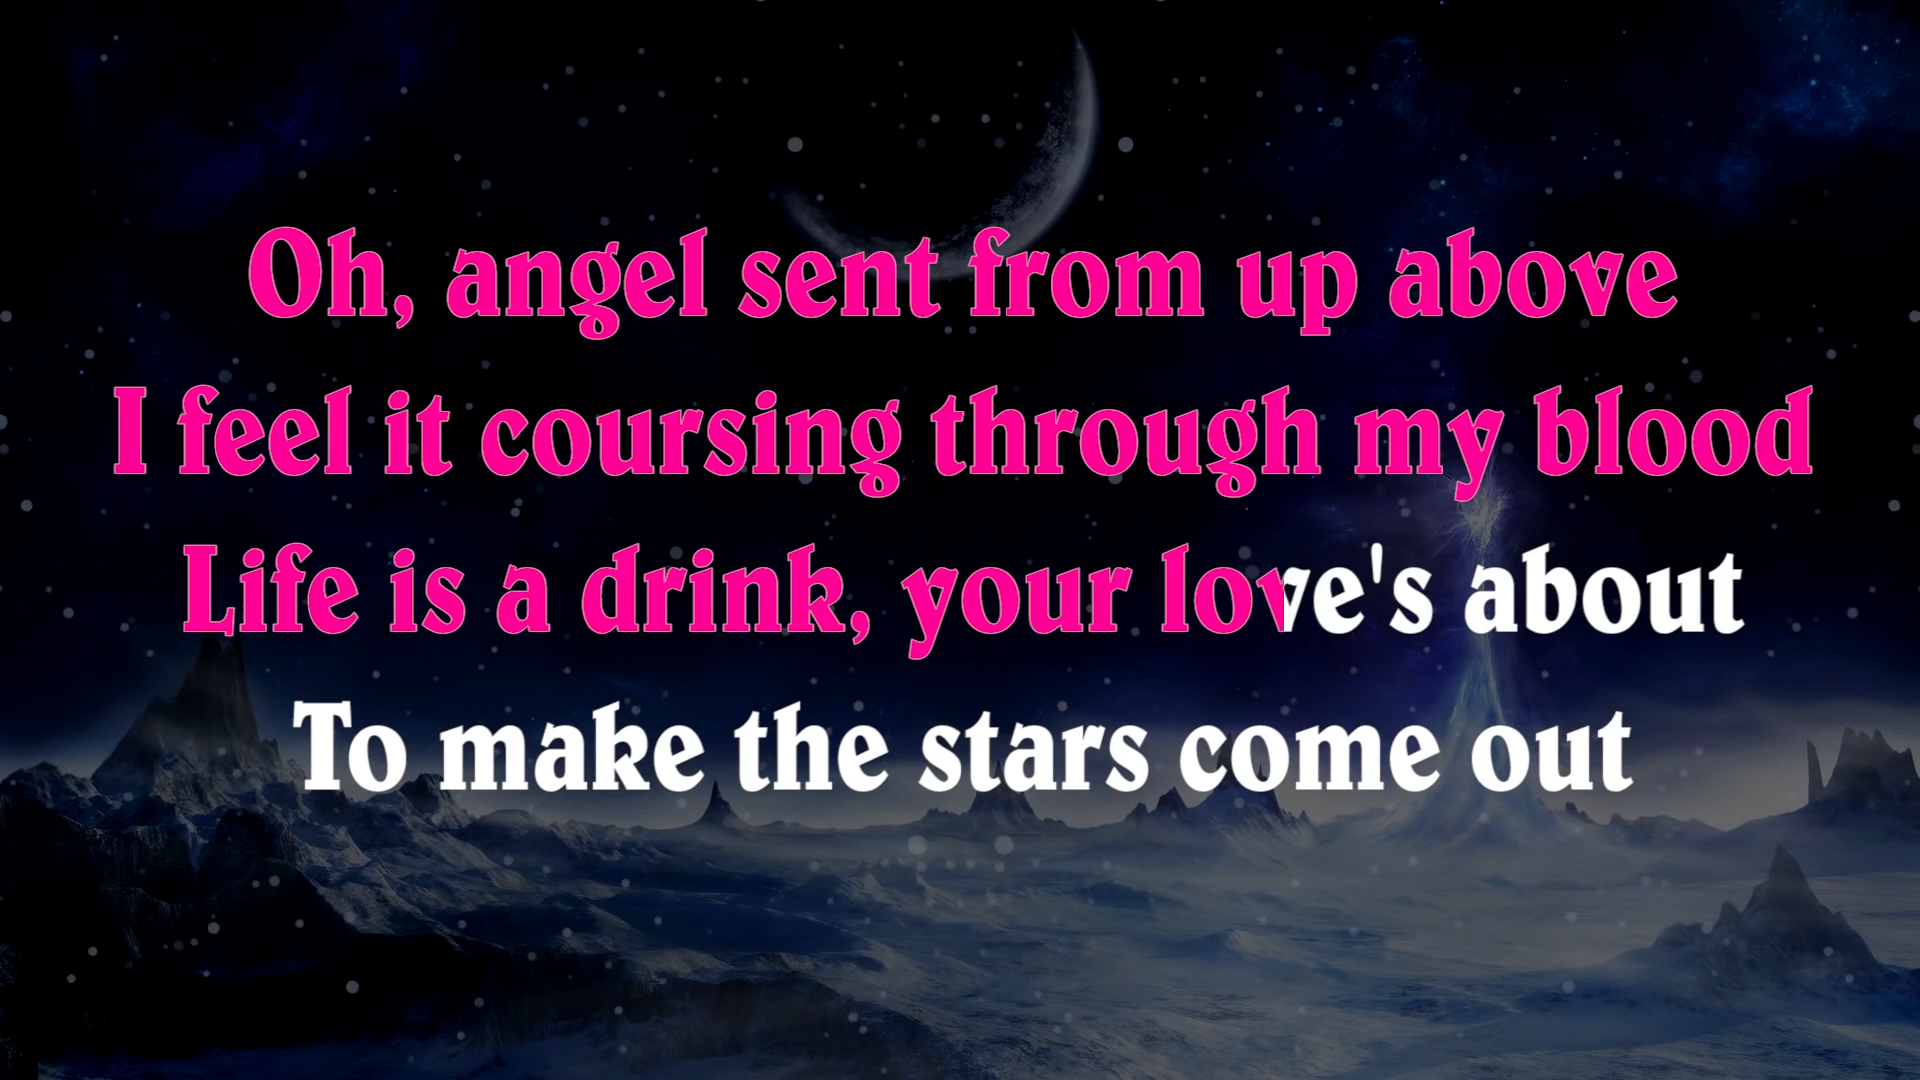 Oh, angel sent from up above
I feel it coursing through my blood
Life is a drink, your love's about
To make the stars come out